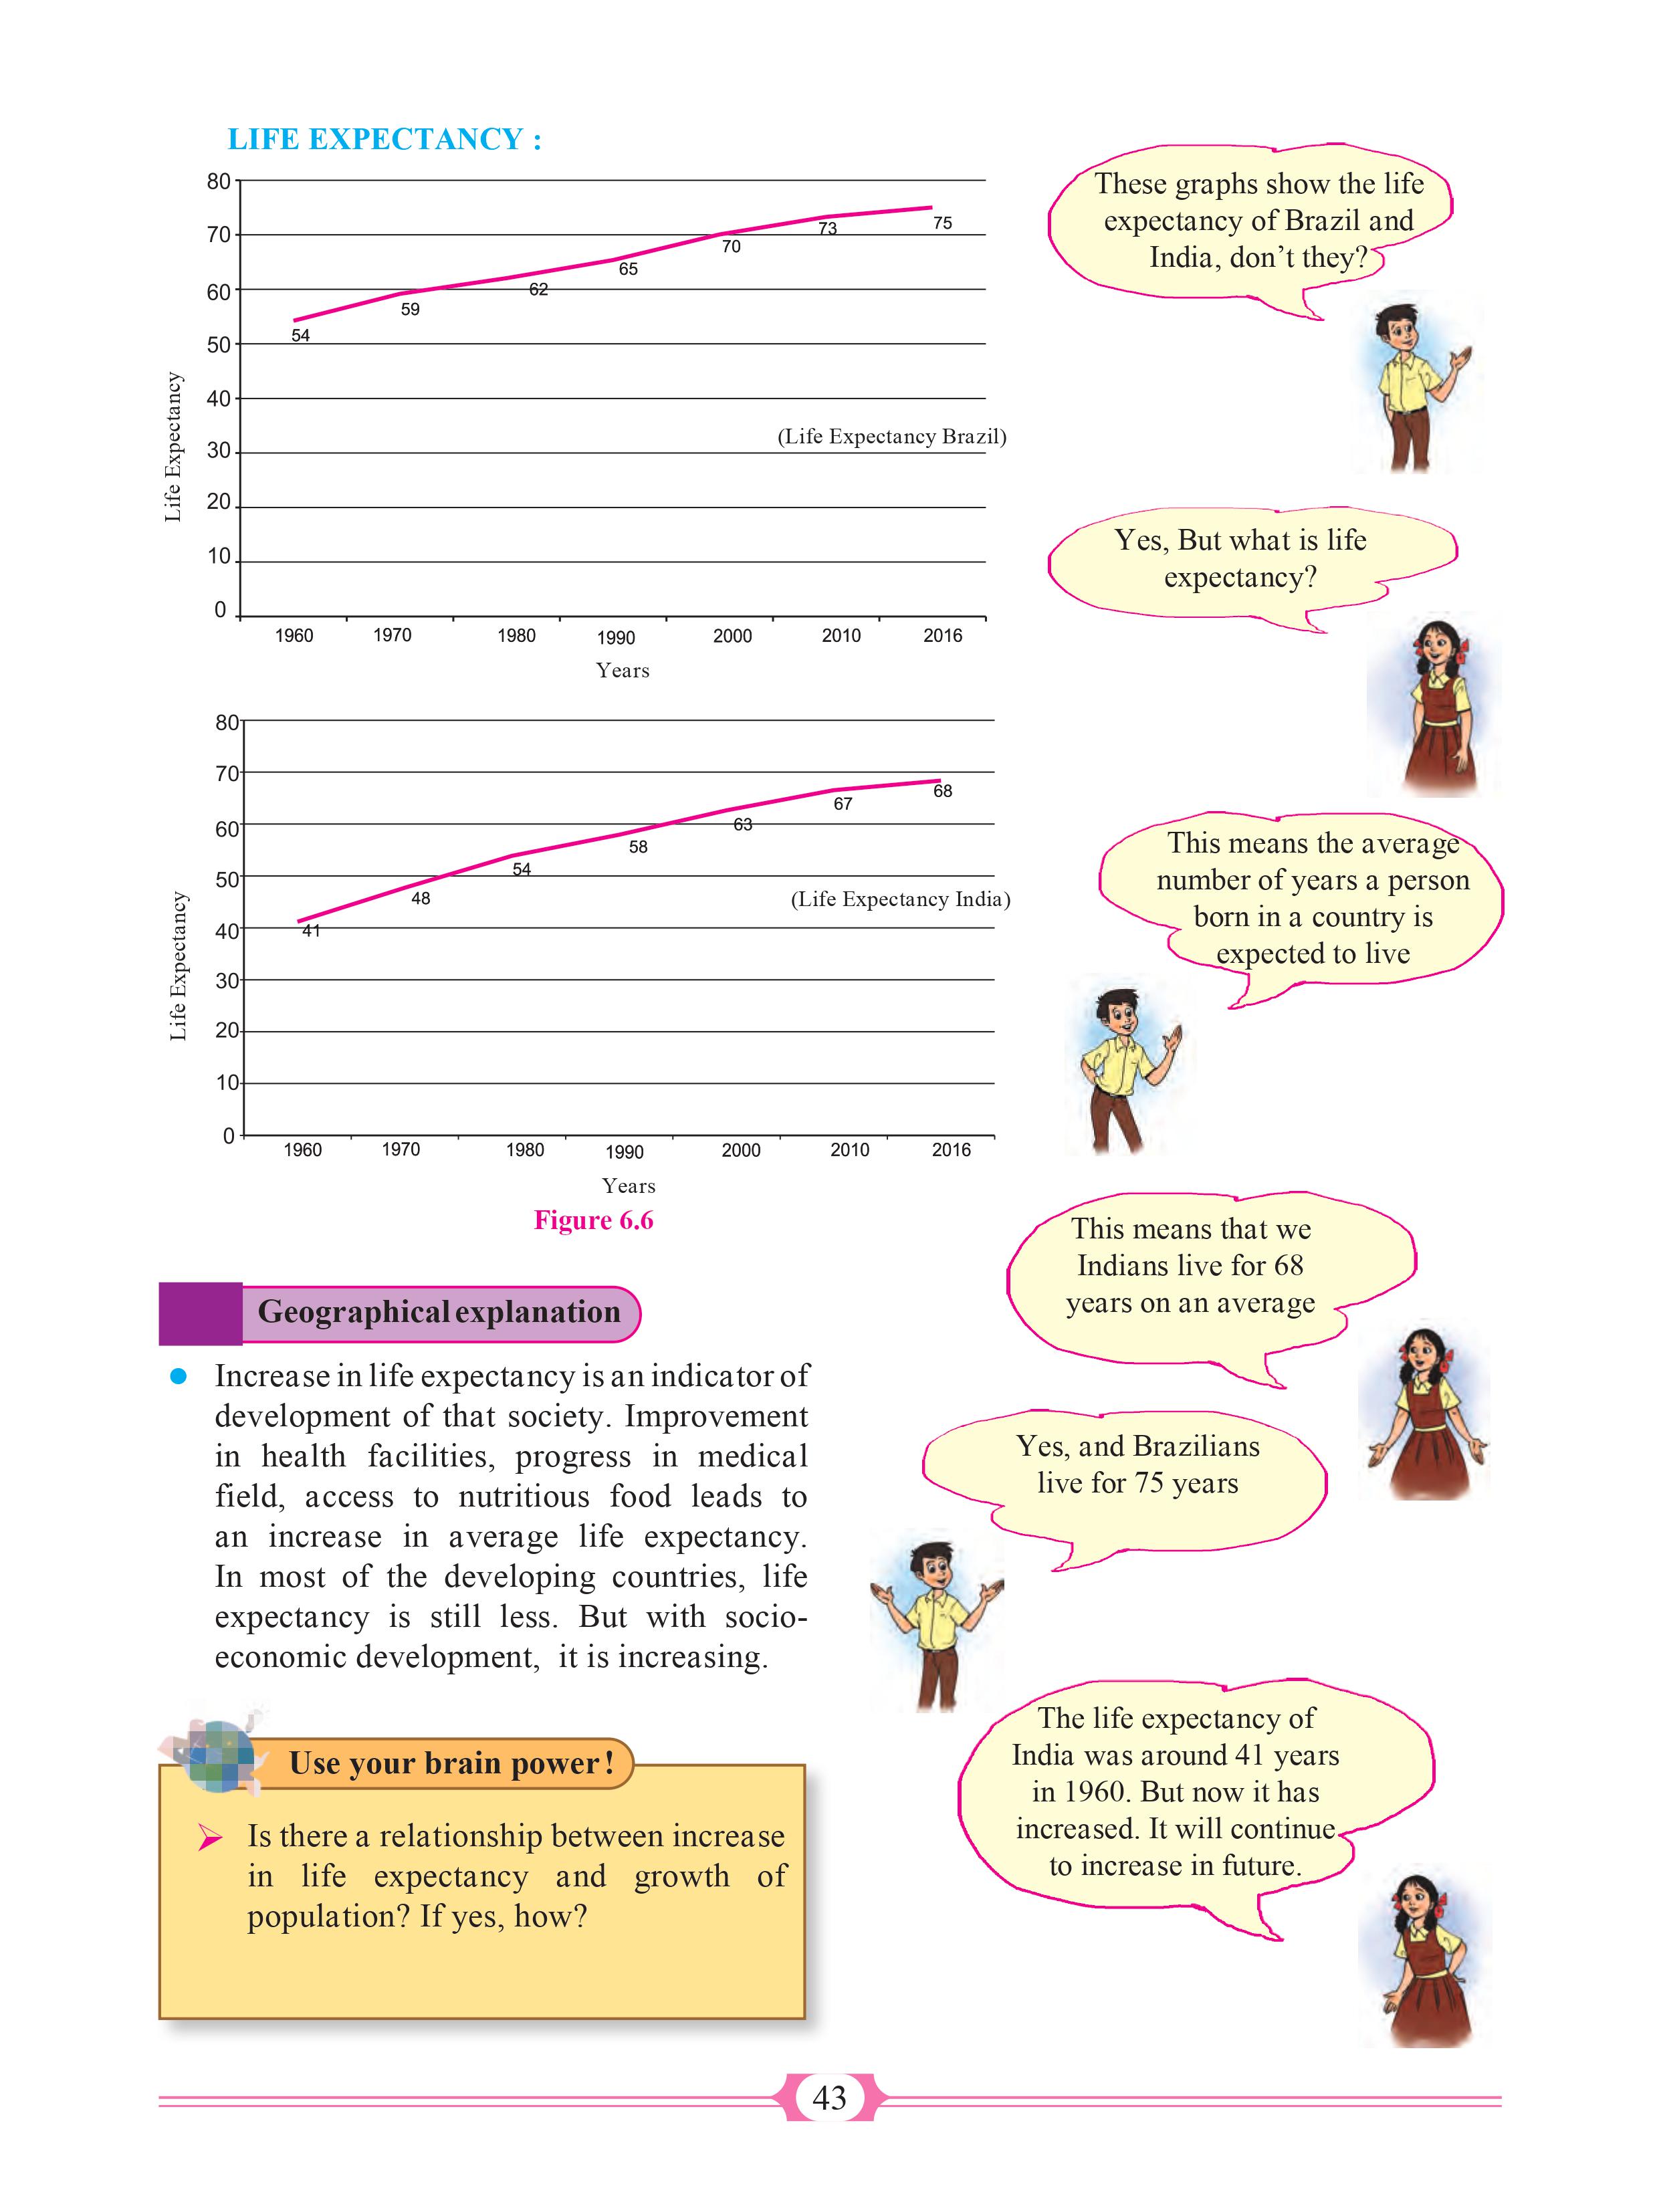 LIFE EXPECTANCY :
80
70
60
50
40
30
20
10
0
Life Expectancy
54
59
62
65
70
73
75
(Life Expectancy Brazil)
1960 1970 1980 1990 2000 2010 2016
Years
80
70
60
50
40
30
20
10
0
Life Expectancy
41
48
54
58
63
67
68
(Life Expectancy India)
1960 1970 1980 1990 2000 2010 2016
Years
Figure 6.6
These graphs show the life
expectancy of Brazil and
India, don’t they?
Yes, But what is life
expectancy?
This means the average
number of years a person
born in a country is
expected to live
This means that we
Indians live for 68
years on an average
Yes, and Brazilians
live for 75 years
The life expectancy of
India was around 41 years
in 1960. But now it has
increased. It will continue
to increase in future.
Geographical explanation
Increase in life expectancy is an indicator of
development of that society. Improvement
in health facilities, progress in medical
field, access to nutritious food leads to
an increase in average life expectancy.
In most of the developing countries, life
expectancy is still less. But with socio-
economic development, it is increasing.
Use your brain power!
Is there a relationship between increase
in life expectancy and growth of
population? If yes, how?
43